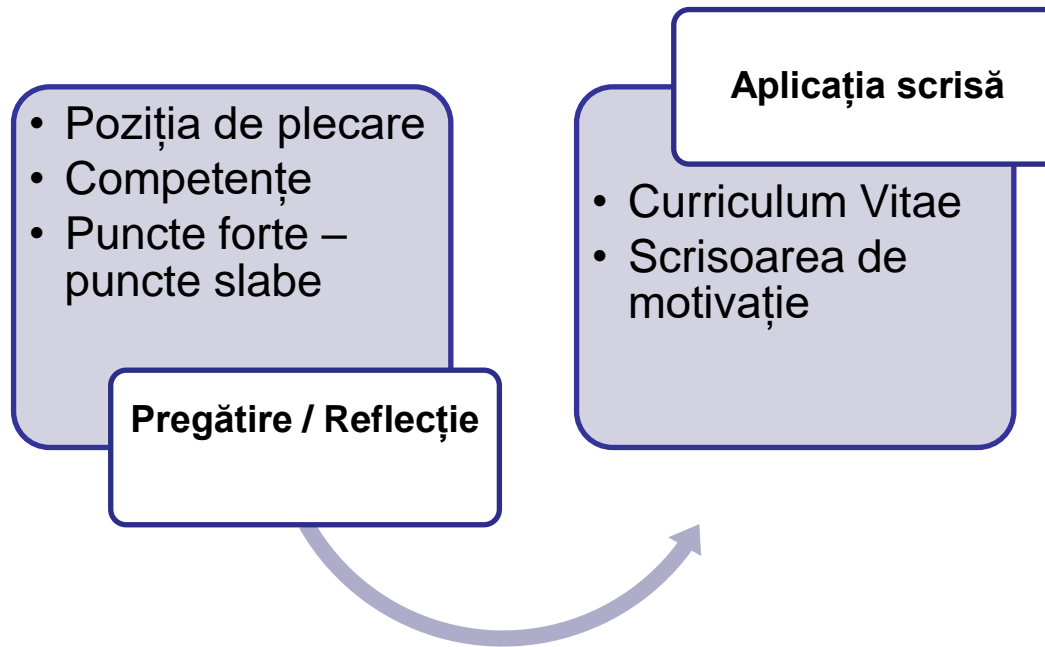 • Poziția de plecare
• Competențe
• Puncte forte –
puncte slabe
Pregătire / Reflecție
Aplicația scrisă
• Curriculum Vitae
• Scrisoarea de
motivație